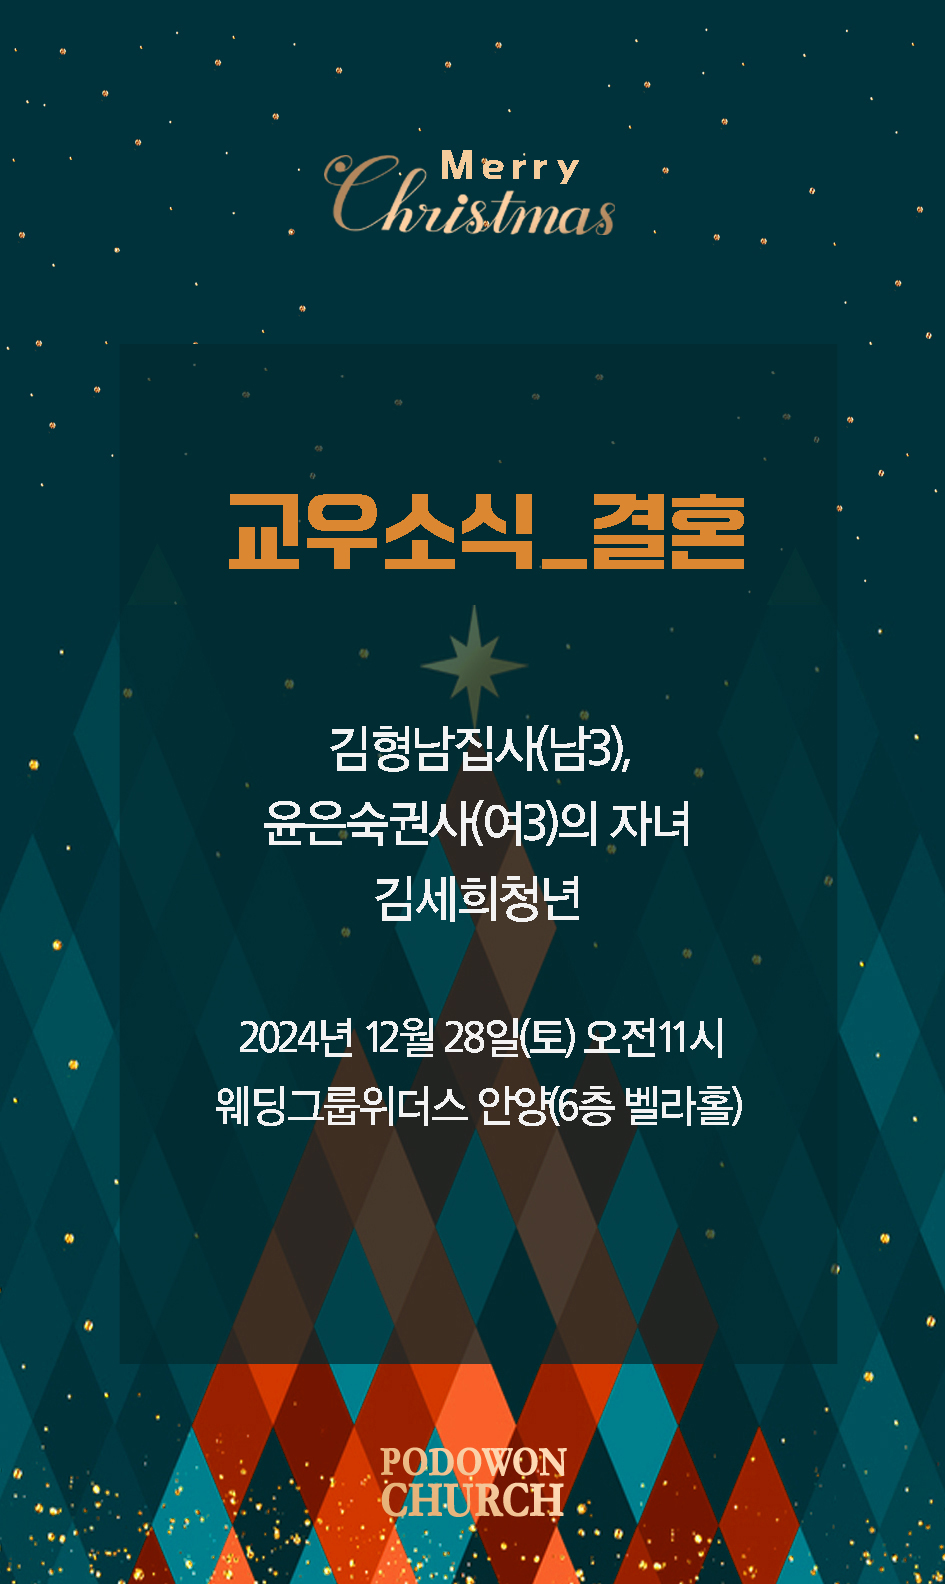 Merry
Christmas
교우소식_결혼
김형남집사(남3),
윤은숙권사(여3)의 자녀
김세희청년
2024년 12월 28일(토) 오전11시
웨딩그룹위더스 안양(6층 벨라홀)
PODOWON
CHURCH